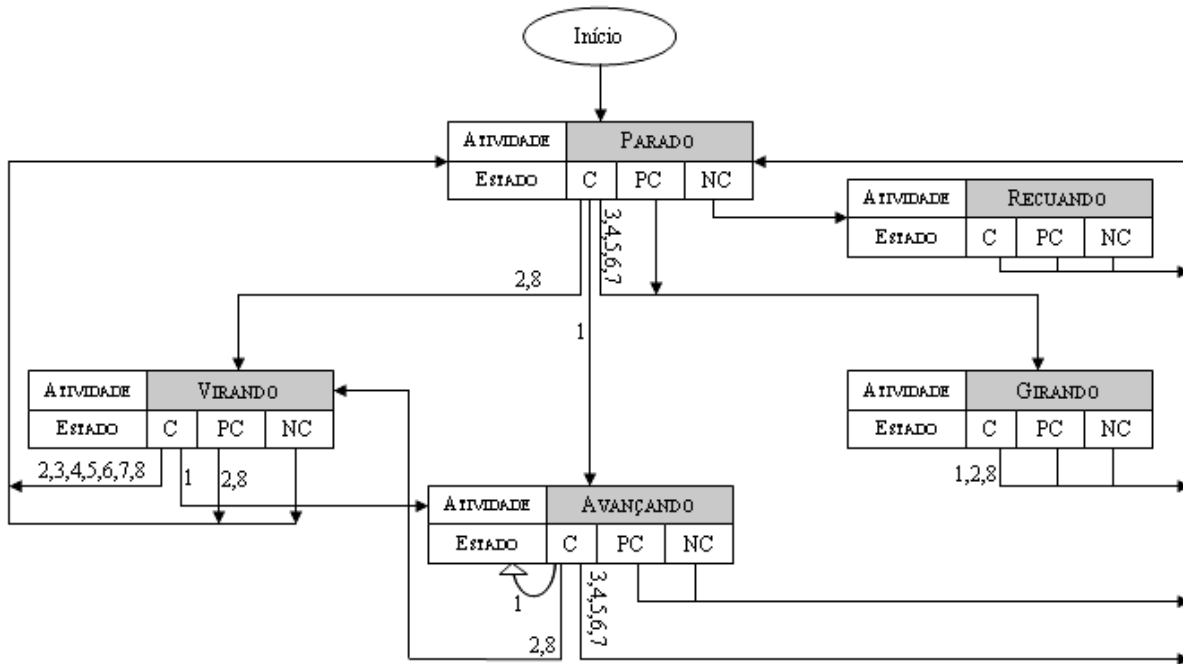 Início
ATIVIDADE PARADO
ESTADO C PC NC
ATIVIDADE RECUANDO
ESTADO C PC NC
3,4,5,6,7
2,8
1
ATIVIDADE VIRANDO
ESTADO C PC NC
ATIVIDADE GIRANDO
ESTADO C PC NC
2,3,4,5,6,7,8
1
2,8
1,2,8
ATIVIDADE AVANÇANDO
ESTADO C PC NC
1
3,4,5,6,7
2,8